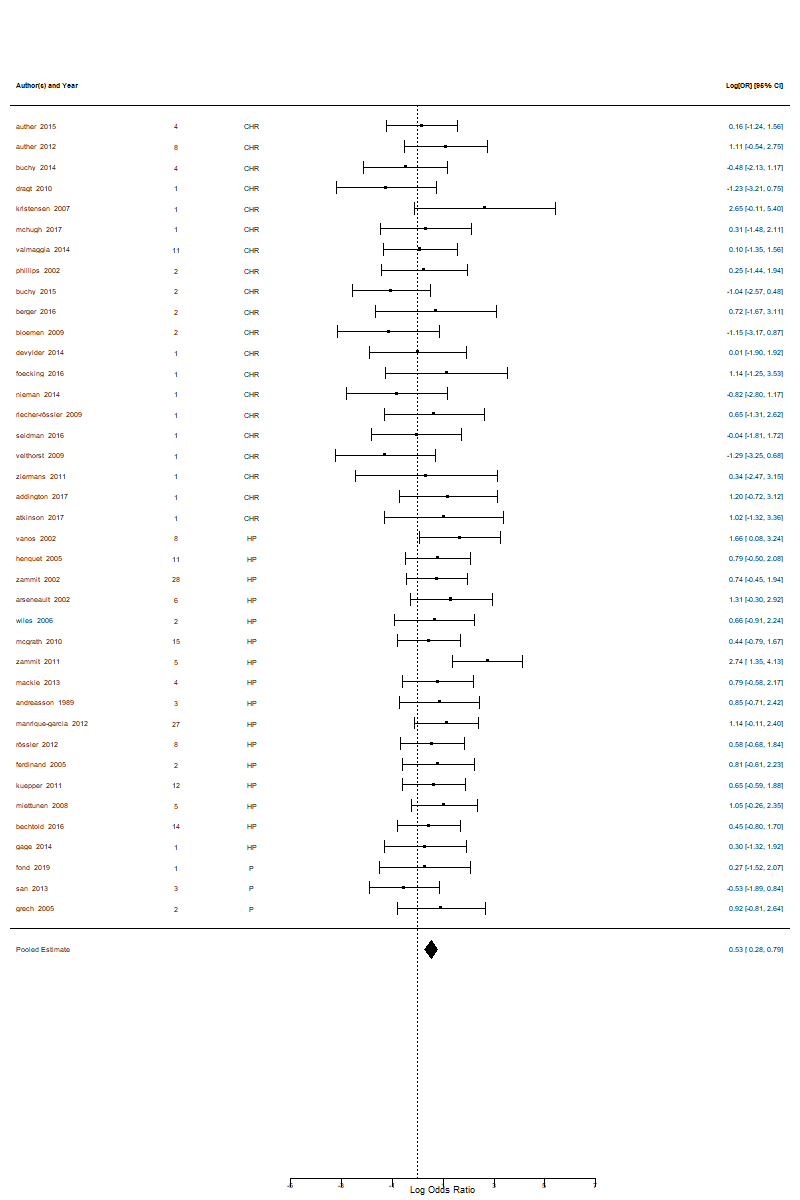 Author(s) and Year Log[OR] [95% CI]
auther 2015 4 CHR 0.16 [-1.24, 1.56]
auther 2012 8 CHR 1.11 [-0.54, 2.75]
buchy 2014 4 CHR -0.48 [-2.13, 1.17]
dragt 2010 1 CHR -1.23 [-3.21, 0.75]
kristensen 2007 1 CHR 2.65 [-0.11, 5.40]
mchugh 2017 1 CHR 0.31 [-1.48, 2.11]
valmaggia 2014 11 CHR 0.10 [-1.35, 1.56]
phillips 2002 2 CHR 0.25 [-1.44, 1.94]
buchy 2015 2 CHR -1.04 [-2.57, 0.48]
berger 2016 2 CHR 0.72 [-1.67, 3.11]
bloemen 2009 2 CHR -1.15 [-3.17, 0.87]
devylder 2014 1 CHR 0.01 [-1.90, 1.92]
foecking 2016 1 CHR 1.14 [-1.25, 3.53]
nieman 2014 1 CHR -0.82 [-2.80, 1.17]
riecher-rössler 2009 1 CHR 0.65 [-1.31, 2.62]
seidman 2016 1 CHR -0.04 [-1.81, 1.72]
velthorst 2009 1 CHR -1.29 [-3.25, 0.68]
ziermans 2011 1 CHR 0.34 [-2.47, 3.15]
addington 2017 1 CHR 1.20 [-0.72, 3.12]
atkinson 2017 1 CHR 1.02 [-1.32, 3.36]
vanos 2002 8 HP 1.66 [ 0.08, 3.24]
henquet 2005 11 HP 0.79 [-0.50, 2.08]
zammit 2002 28 HP 0.74 [-0.45, 1.94]
arseneault 2002 6 HP 1.31 [-0.30, 2.92]
wiles 2006 2 HP 0.66 [-0.91, 2.24]
mcgrath 2010 15 HP 0.44 [-0.79, 1.67]
zammit 2011 5 HP 2.74 [ 1.35, 4.13]
mackie 2013 4 HP 0.79 [-0.58, 2.17]
andreasson 1989 3 HP 0.85 [-0.71, 2.42]
manrique-garcia 2012 27 HP 1.14 [-0.11, 2.40]
rössler 2012 8 HP 0.58 [-0.68, 1.84]
ferdinand 2005 2 HP 0.81 [-0.61, 2.23]
kuepper 2011 12 HP 0.65 [-0.59, 1.88]
miettunen 2008 5 HP 1.05 [-0.26, 2.35]
bechtold 2016 14 HP 0.45 [-0.80, 1.70]
gage 2014 1 HP 0.30 [-1.32, 1.92]
fond 2019 1 P 0.27 [-1.52, 2.07]
san 2013 3 P -0.53 [-1.89, 0.84]
grech 2005 2 P 0.92 [-0.81, 2.64]
Pooled Estimate 0.53 [ 0.28, 0.79]
-5 -3 -1 1 3 5 7
Log Odds Ratio